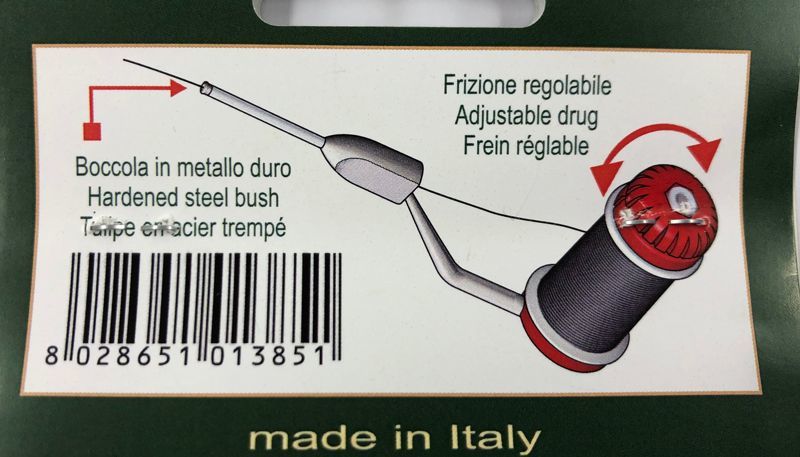 Frizione regolabile
Adjustable drug
Frein réglable
Boccola in metallo duro
Hardened steel bush
acier trempé
8 028651 013851
made in Italy